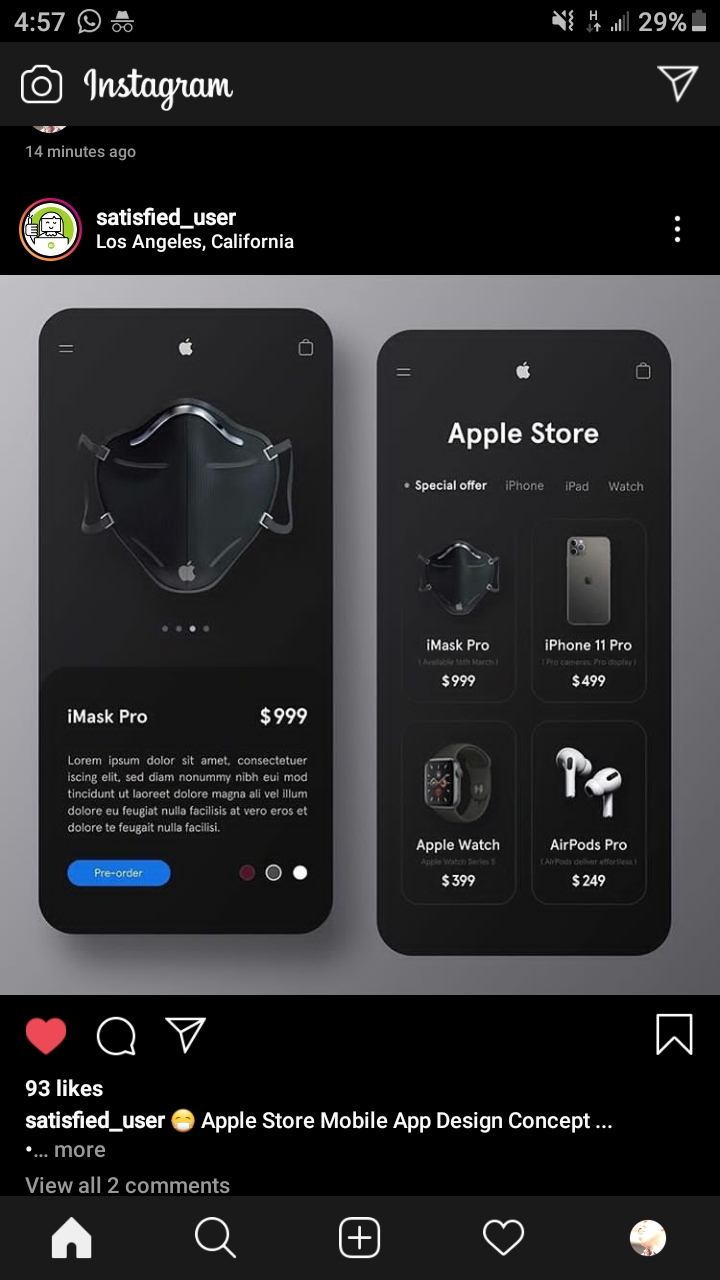 4:57
H
29%
Instagram
14 minutes ago
satisfied_user
Los Angeles, California
iMask Pro
$999
Lorem ipsum dolor sit amet, consectetuer
iscing elit, sed diam nonummy nibh eui mod
tincidunt ut laoreet dolore magna ali vel illum
dolore eu feugiat nulla facilisis at vero eros et
dolore te feugait nulla facilisi.
Pre-order
Apple Store
• Special offer iPhone iPad Watch
iMask Pro
( Available 16th March )
$999
iPhone 11 Pro
( Pro cameras. Pro display )
$499
Apple Watch
Apple Watch Series 5
$399
AirPods Pro
( AirPods deliver effortless )
$249
93 likes
satisfied_user 😷 Apple Store Mobile App Design Concept ...
•... more
View all 2 comments